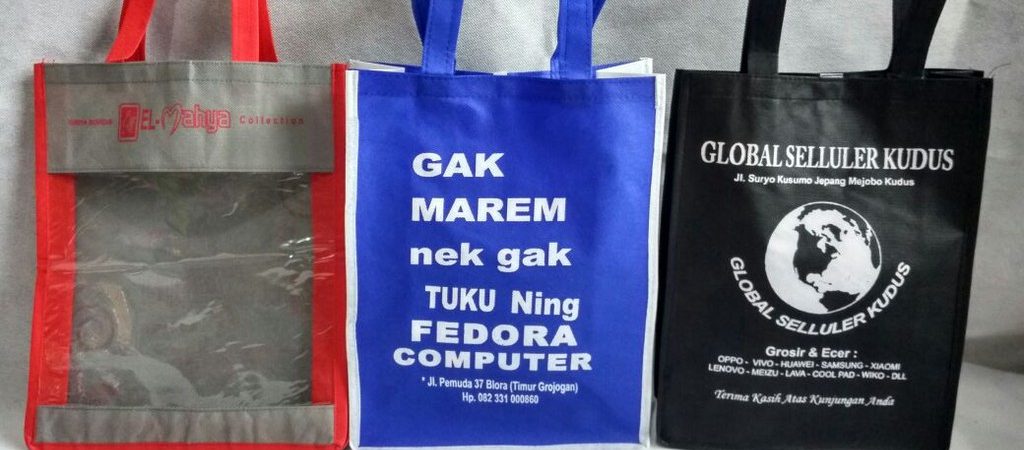 EL-Mahya Collection
GAK
MAREM
nek gak
TUKU Ning
FEDORA
COMPUTER
* Jl. Pemuda 37 Blora (Timur Grojogan)
Hp. 082 331 000860
GLOBAL SELLULER KUDUS
Jl. Suryo Kusumo Jepang Mejobo Kudus
GLOBAL SELLULER KUDUS
Grosir & Ecer :
OPPO - VIVO - HUAWEI - SAMSUNG - XIAOMI
LENOVO - MEIZU - LAVA - COOL PAD - WIKO - DLL
Terima Kasih Atas Kunjungan Anda